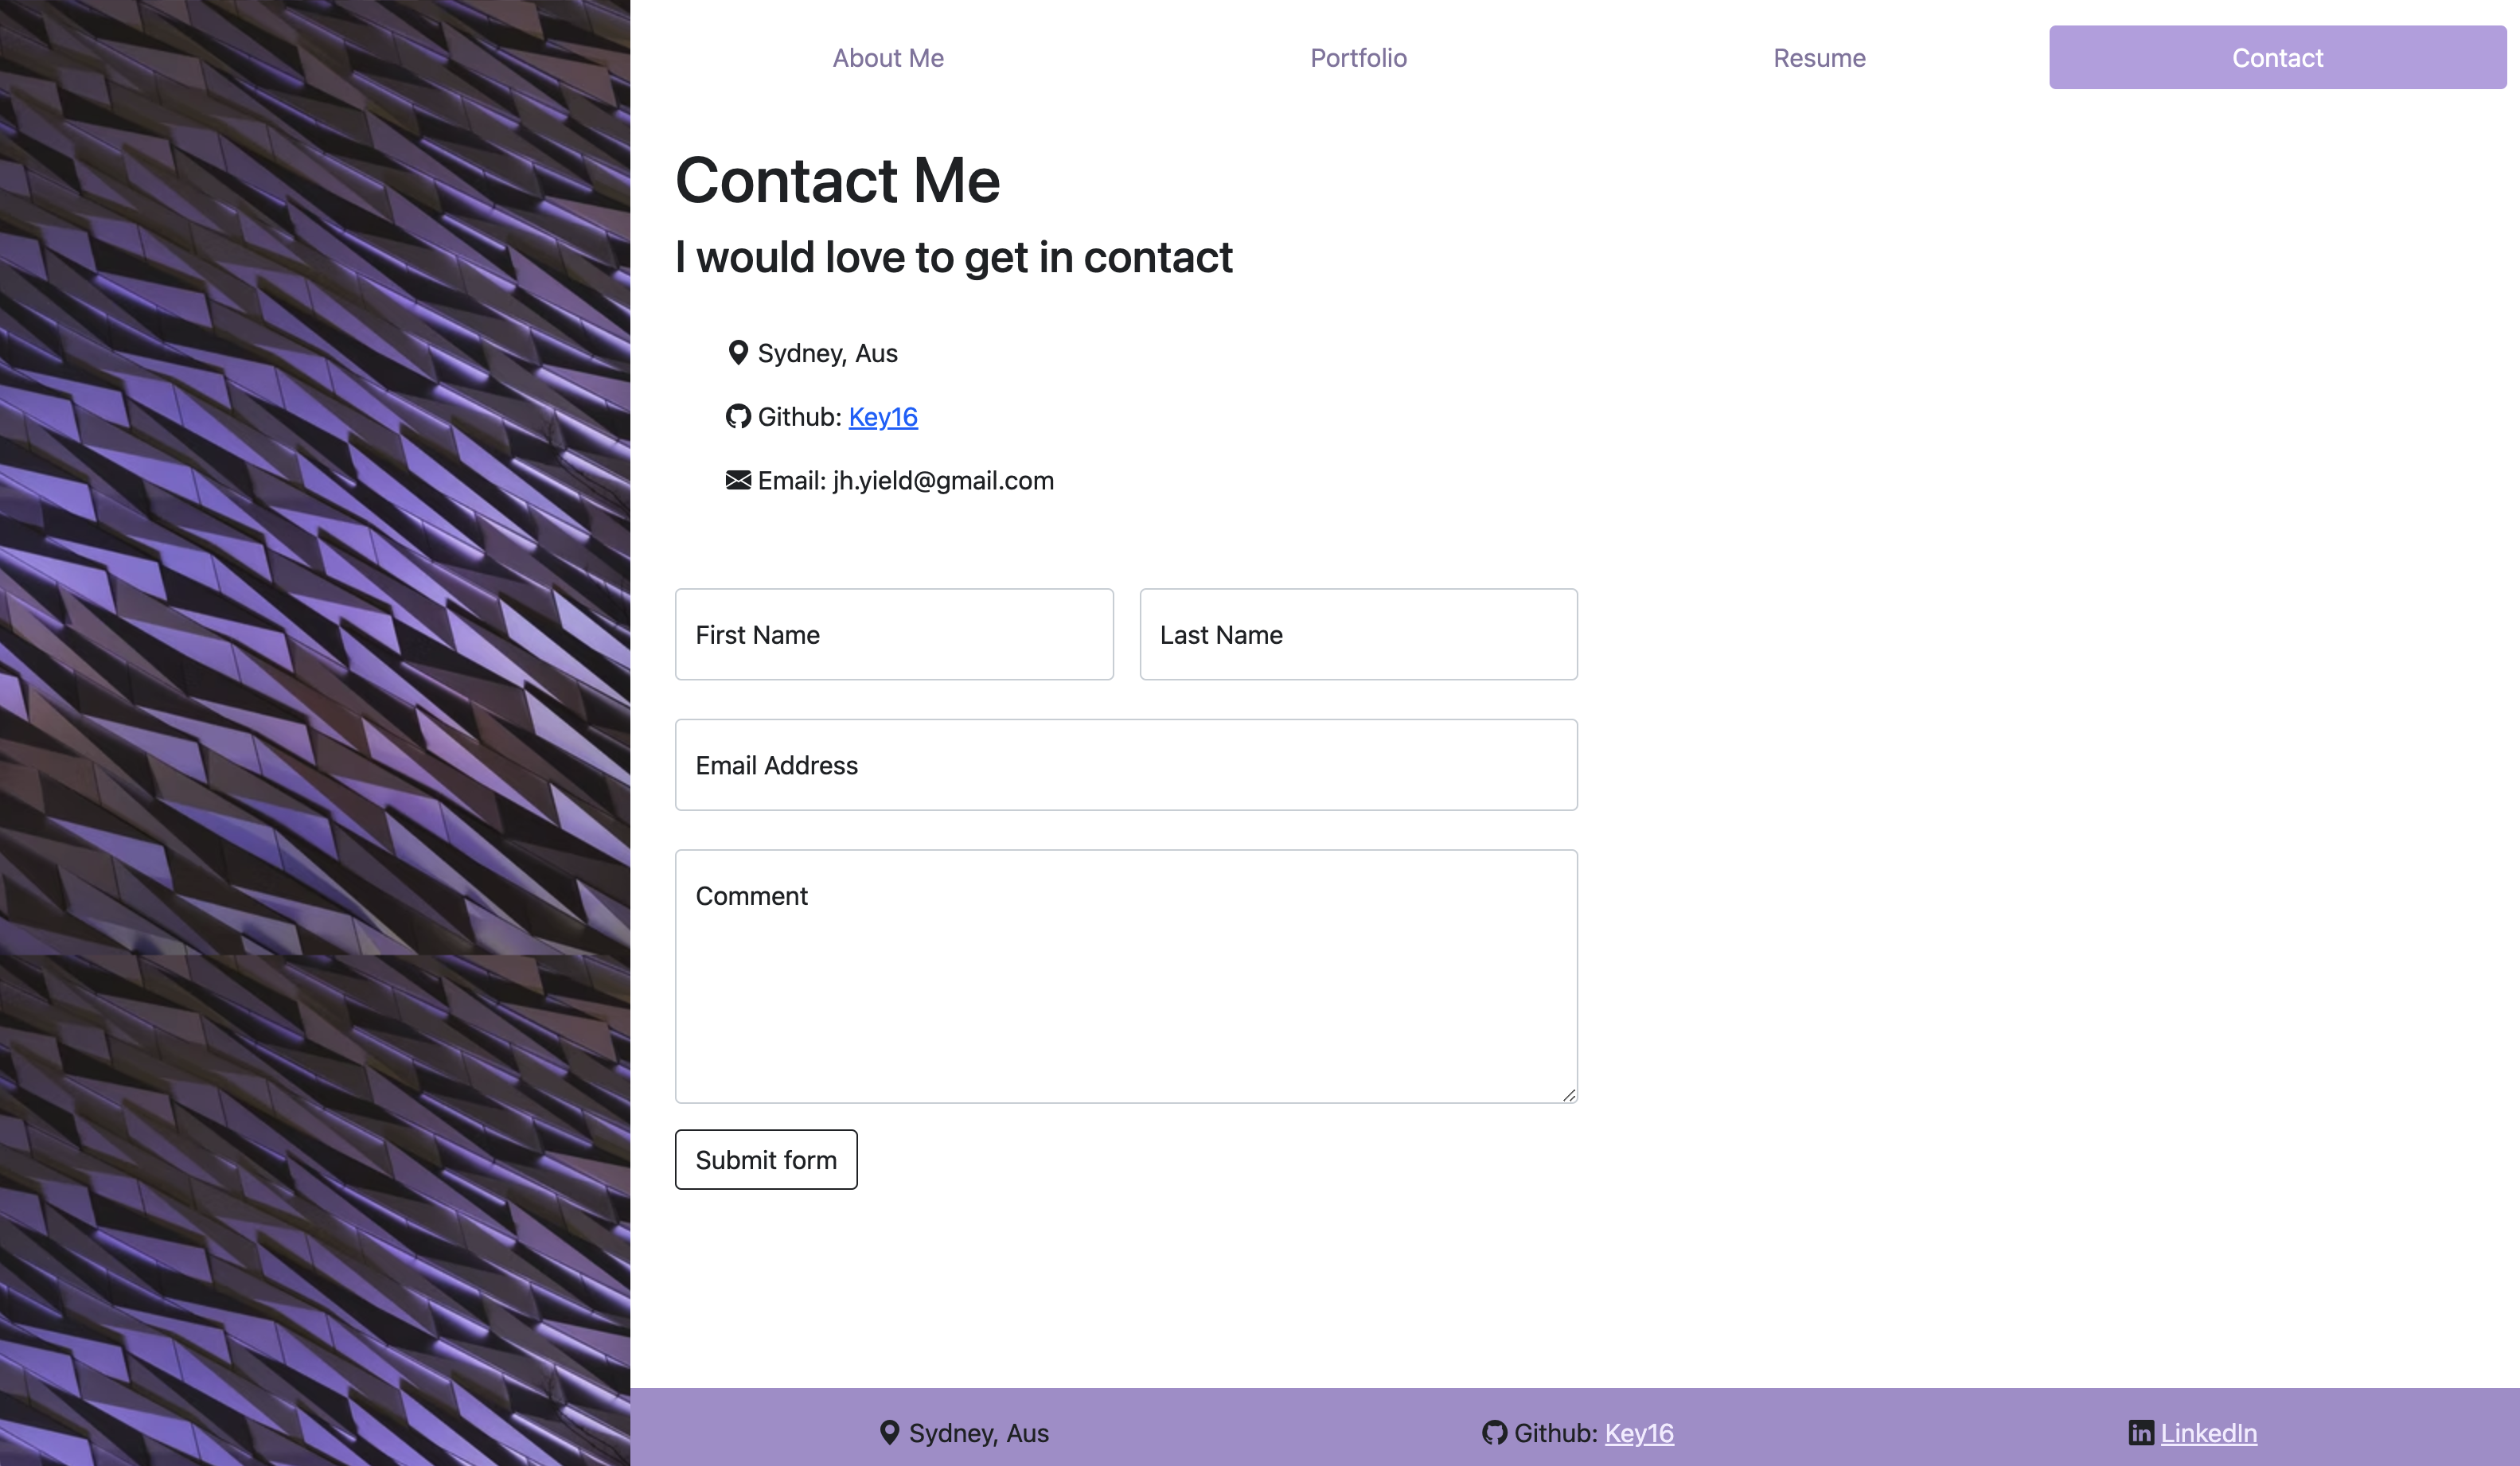 About Me Portfolio Resume Contact
Contact Me
I would love to get in contact
Sydney, Aus
Github: Key16
Email: jh.yield@gmail.com
First Name Last Name
Email Address
Comment
Submit form
Sydney, Aus Github: Key16 LinkedIn